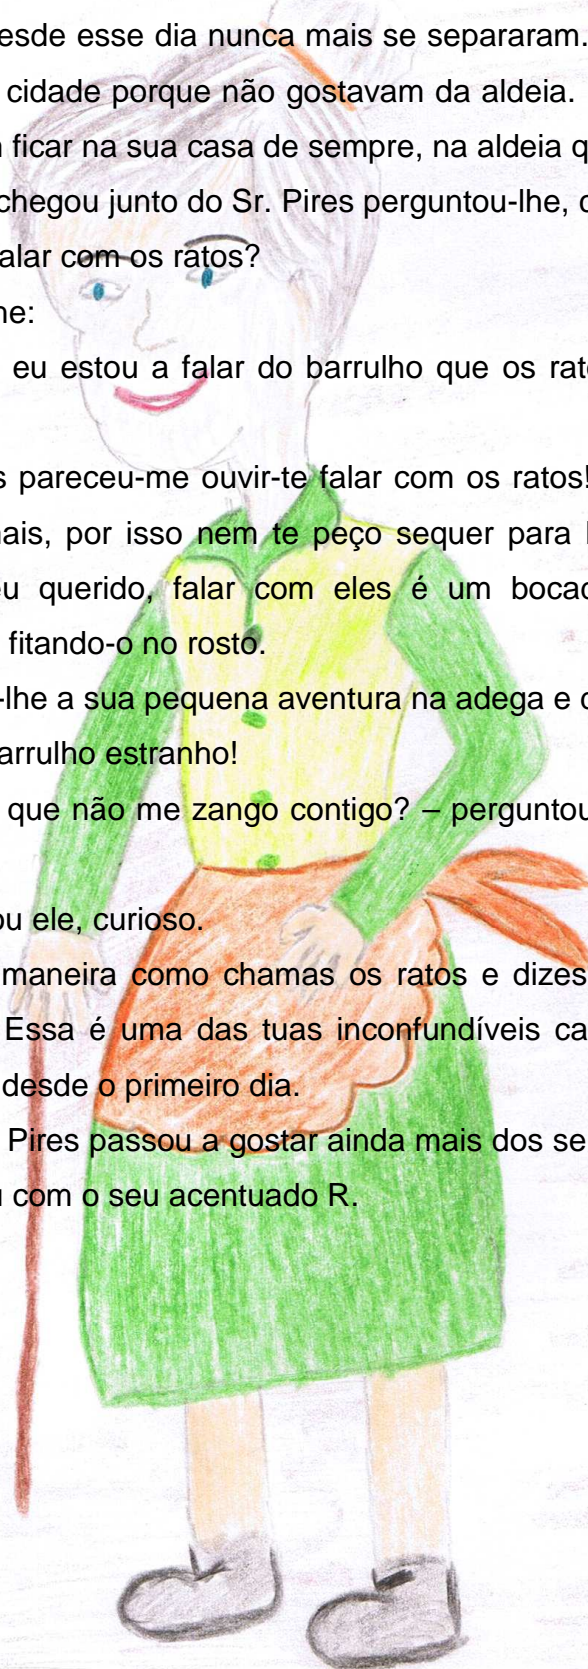 esde esse dia nunca mais se separaram.
cidade porque não gostavam da aldeia.
ficar na sua casa de sempre, na aldeia q
chegou junto do Sr. Pires perguntou-lhe,
alar com os ratos?
he:
eu estou a falar do barrulho que os rat
s pareceu-me ouvir-te falar com os ratos!
nais, por isso nem te peço sequer para
eu querido, falar com eles é um boca
fitando-o no rosto.
-lhe a sua pequena aventura na adega e
arrulho estranho!
que não me zango contigo? – perguntou
ou ele, curioso.
maneira como chamas os ratos e dizes
Essa é uma das tuas inconfundíveis ca
desde o primeiro dia.
Pires passou a gostar ainda mais dos se
u com o seu acentuado R.